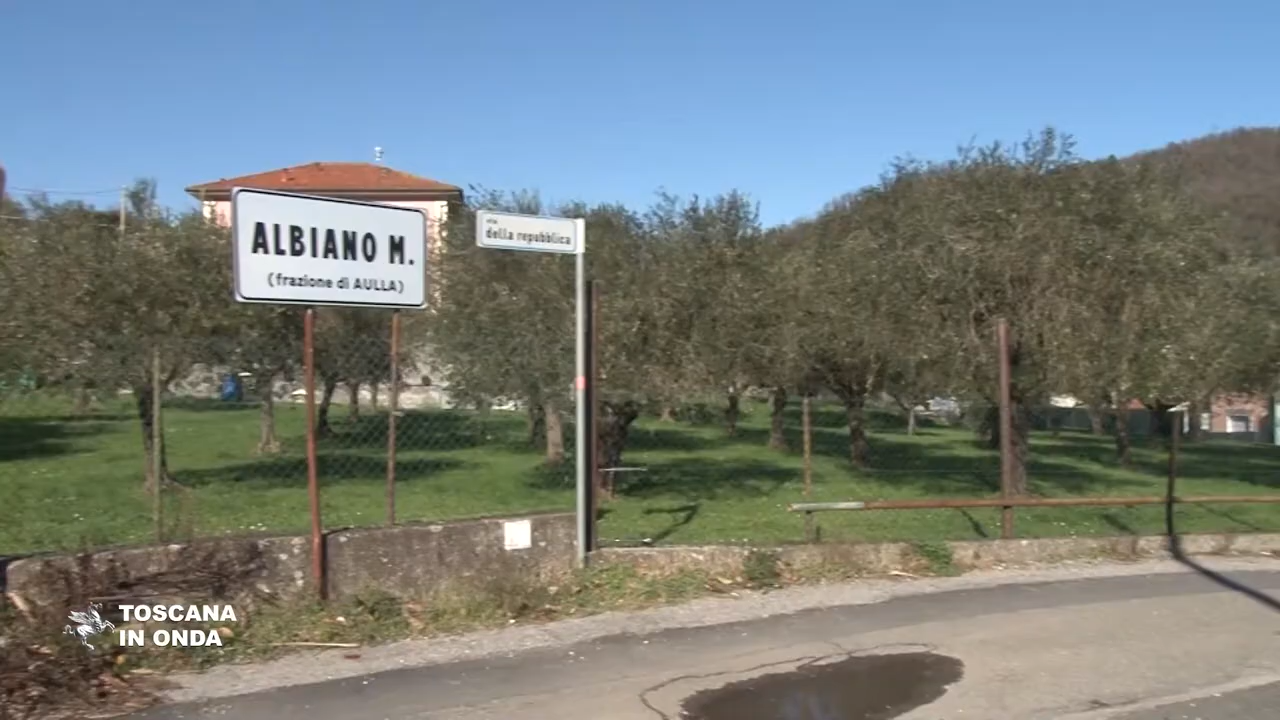 ALBIANO M.
(frazione di AULLA)
via
della repubblica
TOSCANA
IN ONDA